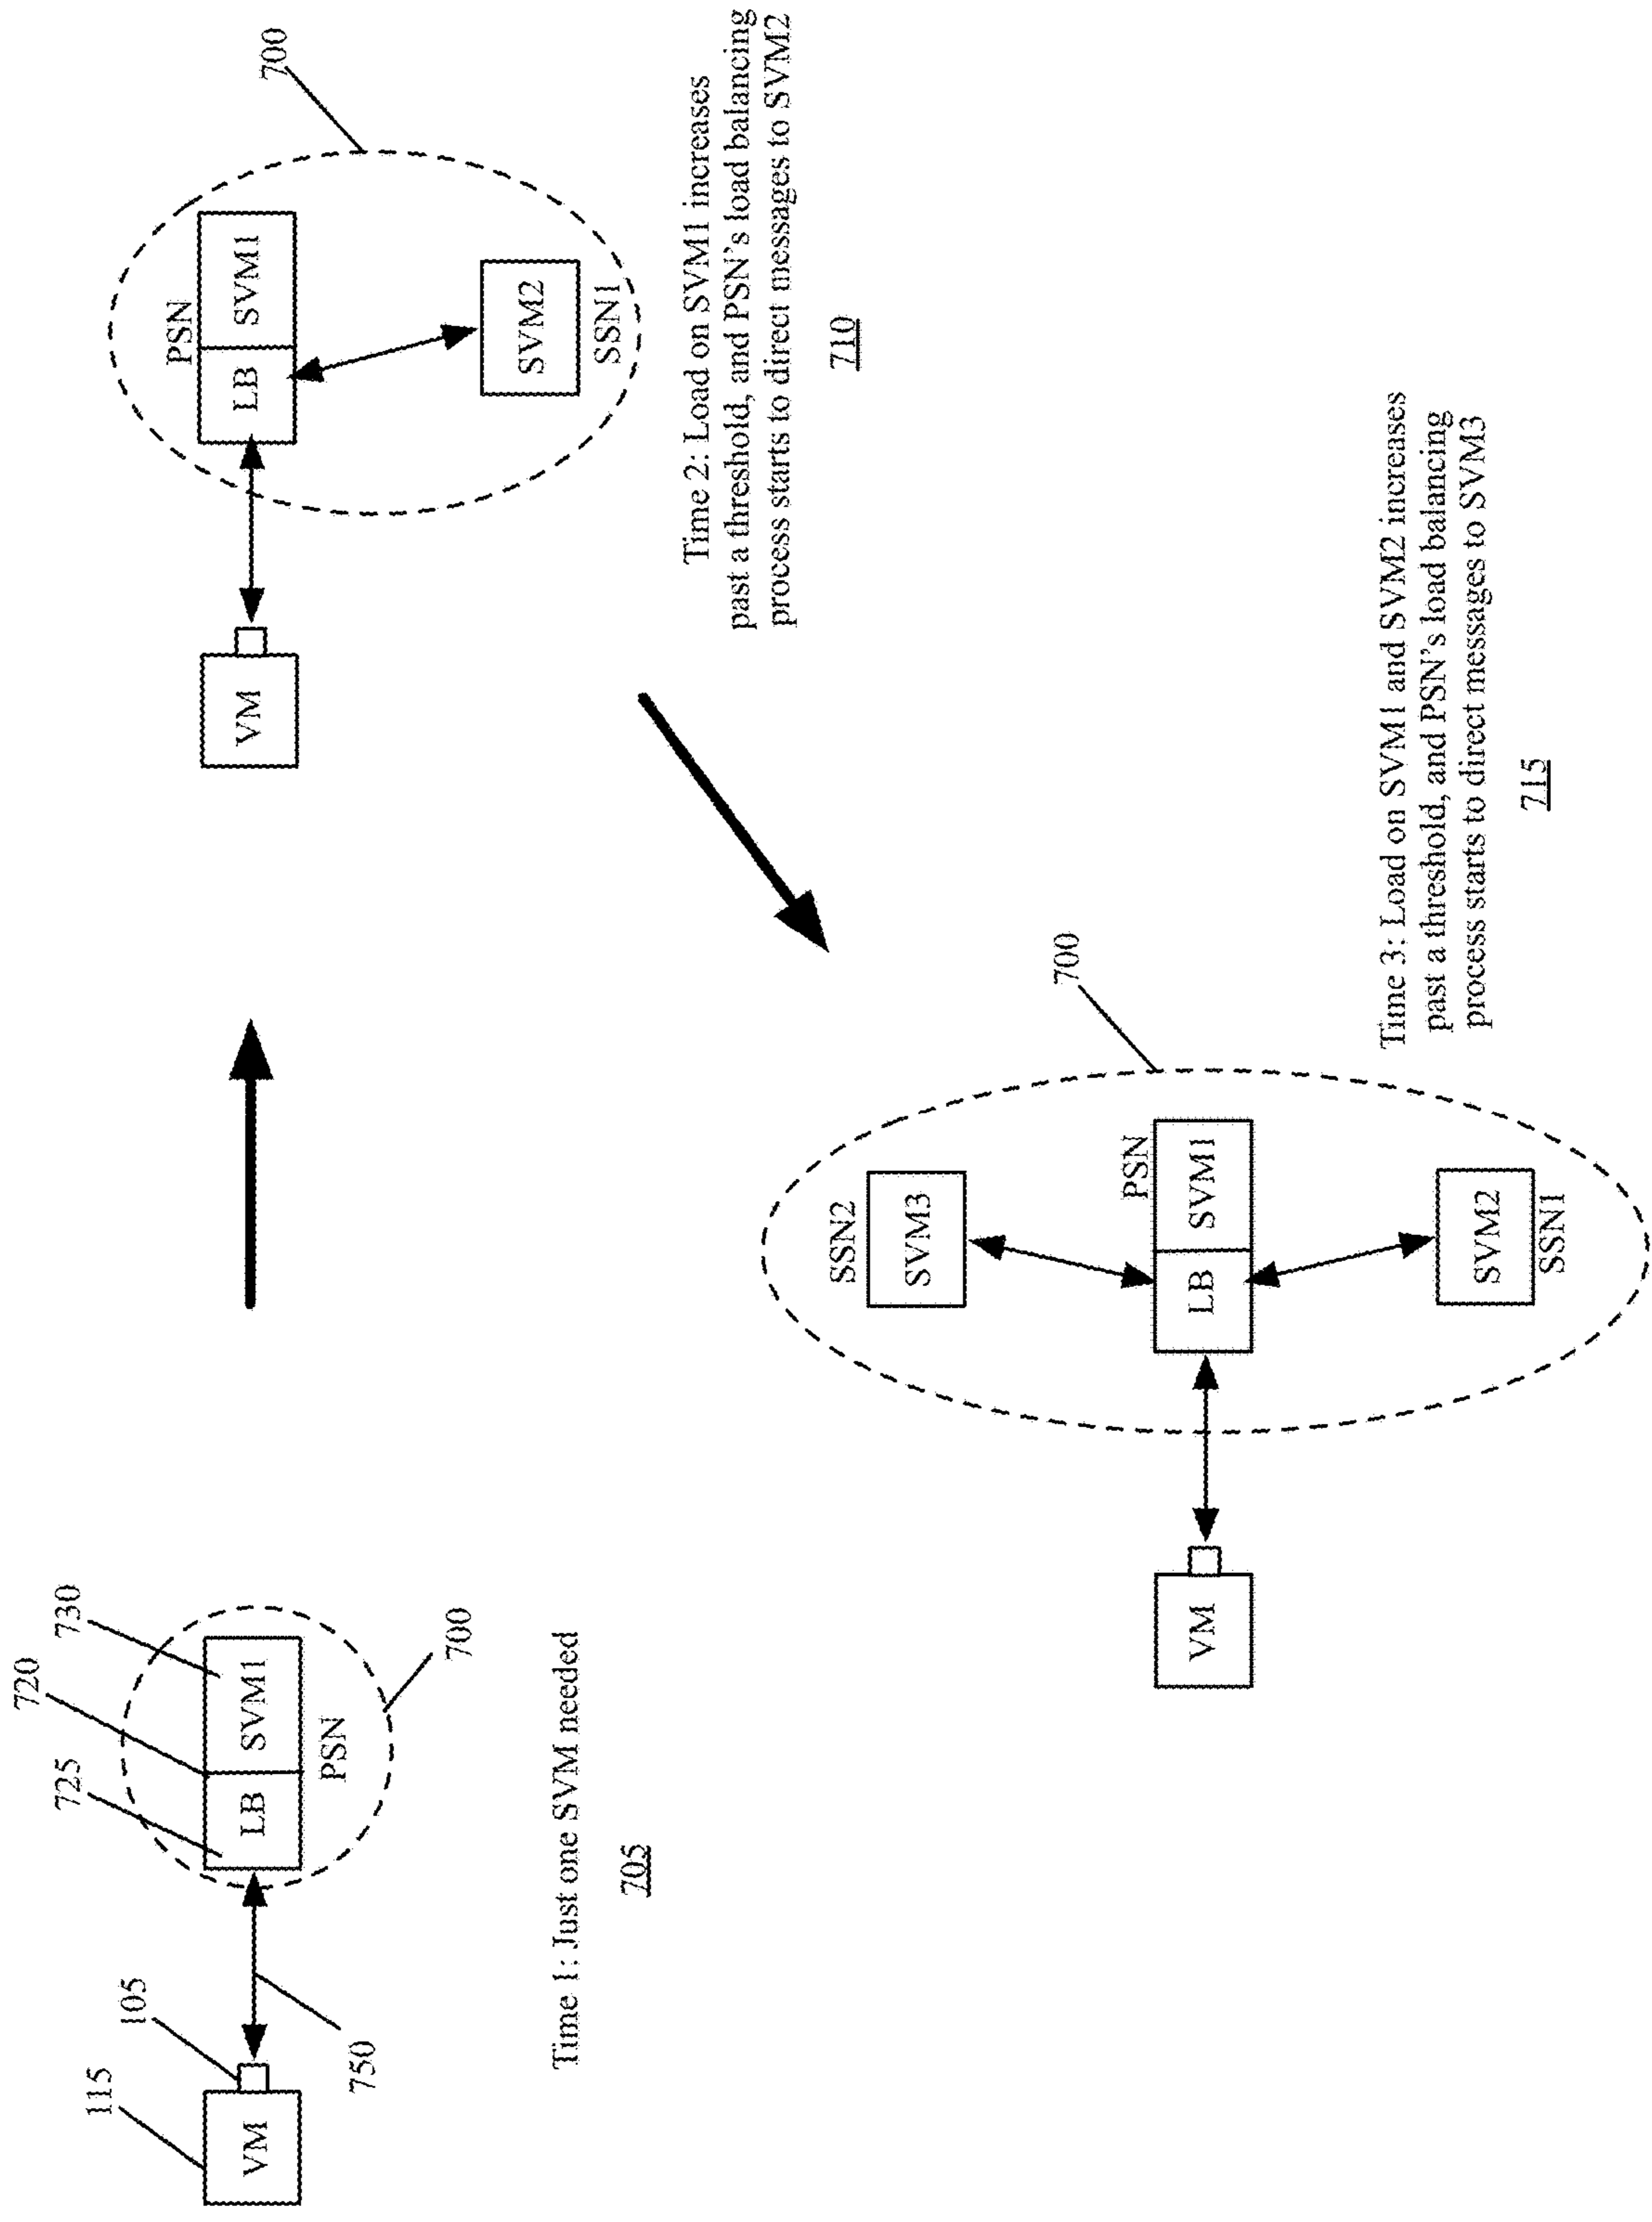 115
105
750
720
725
730
VM
LB
SVM1
PSN
700
Time 1: Just one SVM needed
705
VM
PSN
LB
SVM1
SVM2
SSN1
700
Time 2: Load on SVM1 increases
past a threshold, and PSN's load balancing
process starts to direct messages to SVM2
710
VM
SSN2
SVM3
PSN
LB
SVM1
SVM2
SSN1
700
Time 3: Load on SVM1 and SVM2 increases
past a threshold, and PSN's load balancing
process starts to direct messages to SVM3
715